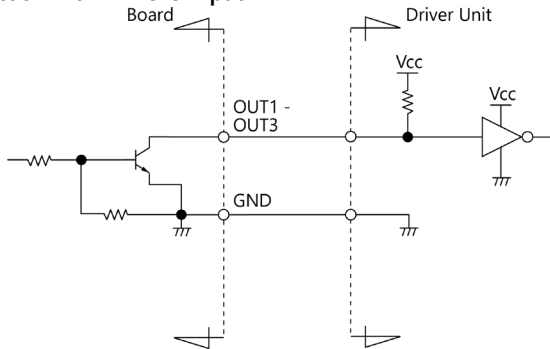 Board
Driver Unit
Vcc
Vcc
OUT1 -
OUT3
GND